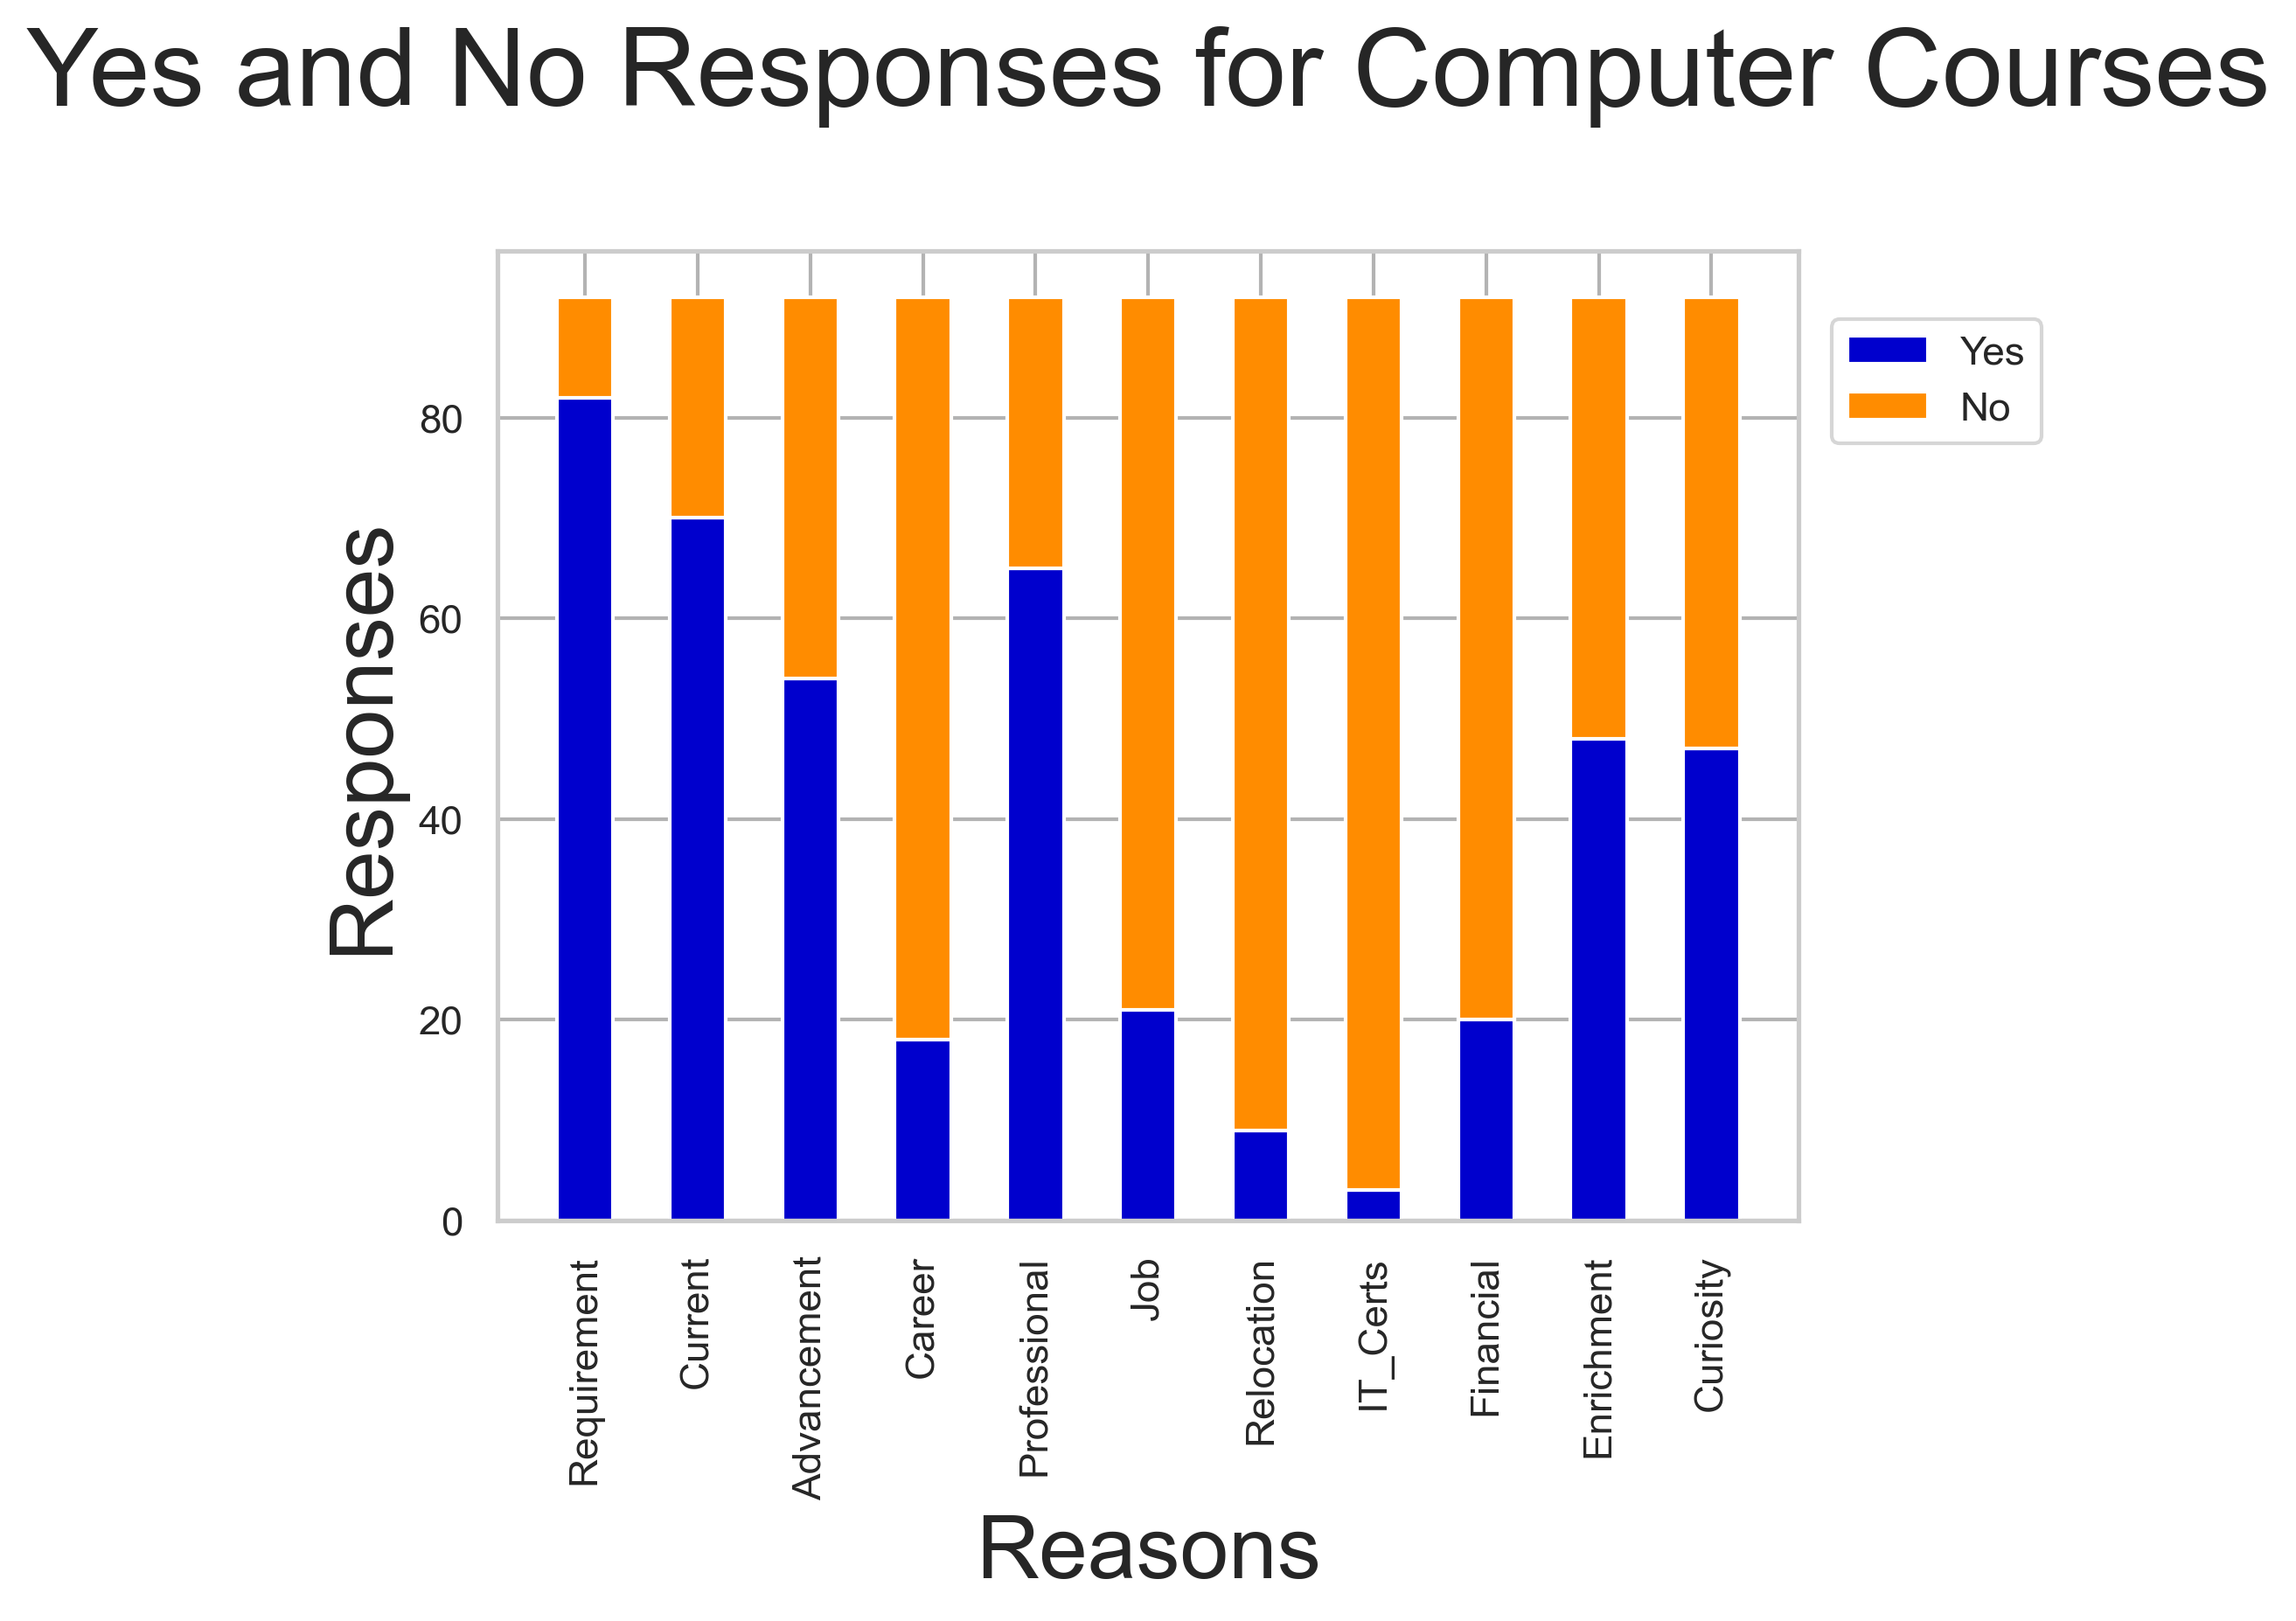 Yes and No Responses for Computer Courses
Yes
No
Responses
80
60
40
20
0
Requirement
Current
Advancement
Career
Professional
Job
Relocation
IT_Certs
Financial
Enrichment
Curiosity
Reasons